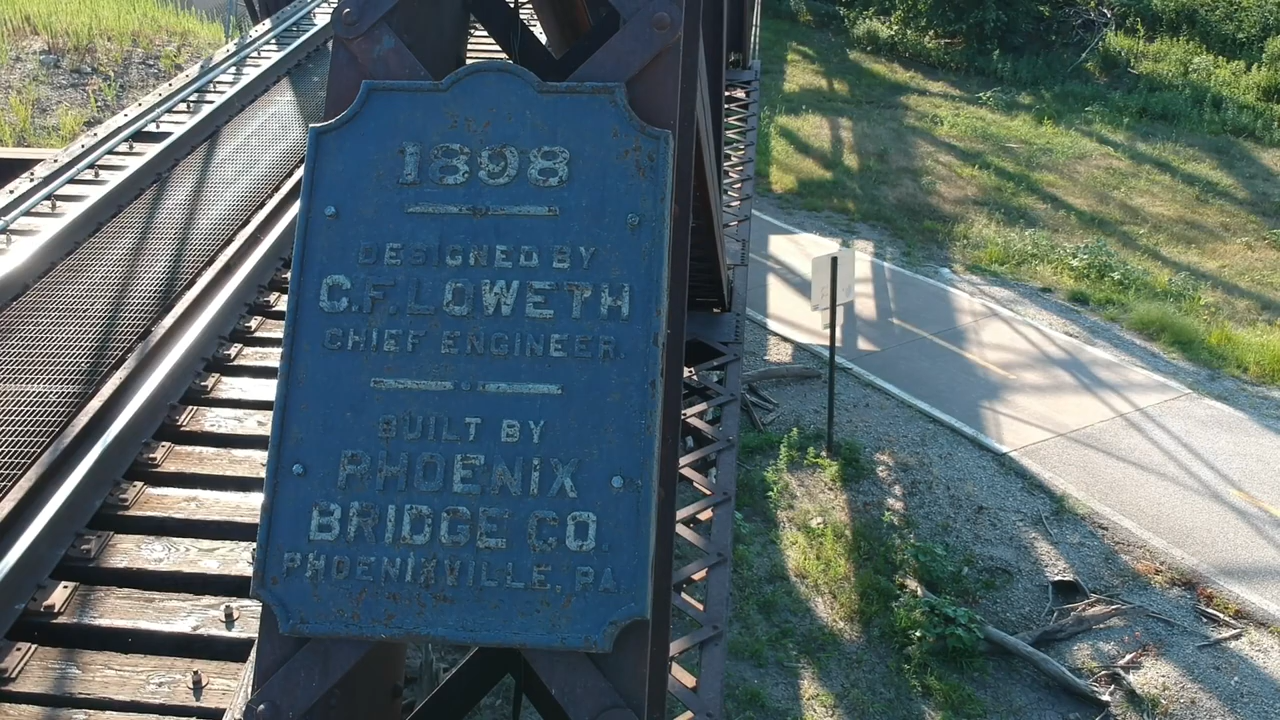 1898
DESIGNED BY
C.F. LOWETH
CHIEF ENGINEER.
BUILT BY
PHOENIX
BRIDGE CO.
PHOENIXVILLE, PA.